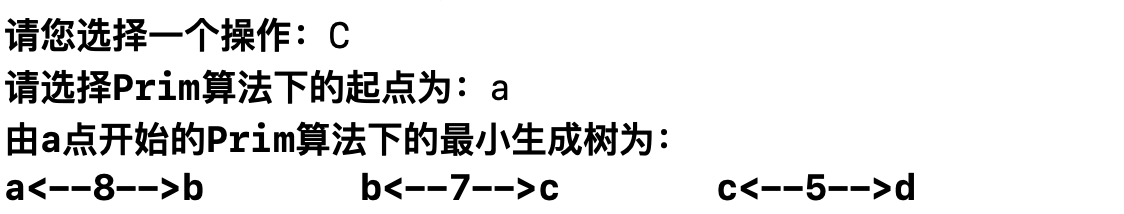 请您选择一个操作：C
请选择Prim算法下的起点为：a
由a点开始的Prim算法下的最小生成树为：
a<--8-->b b<--7-->c c<--5-->d